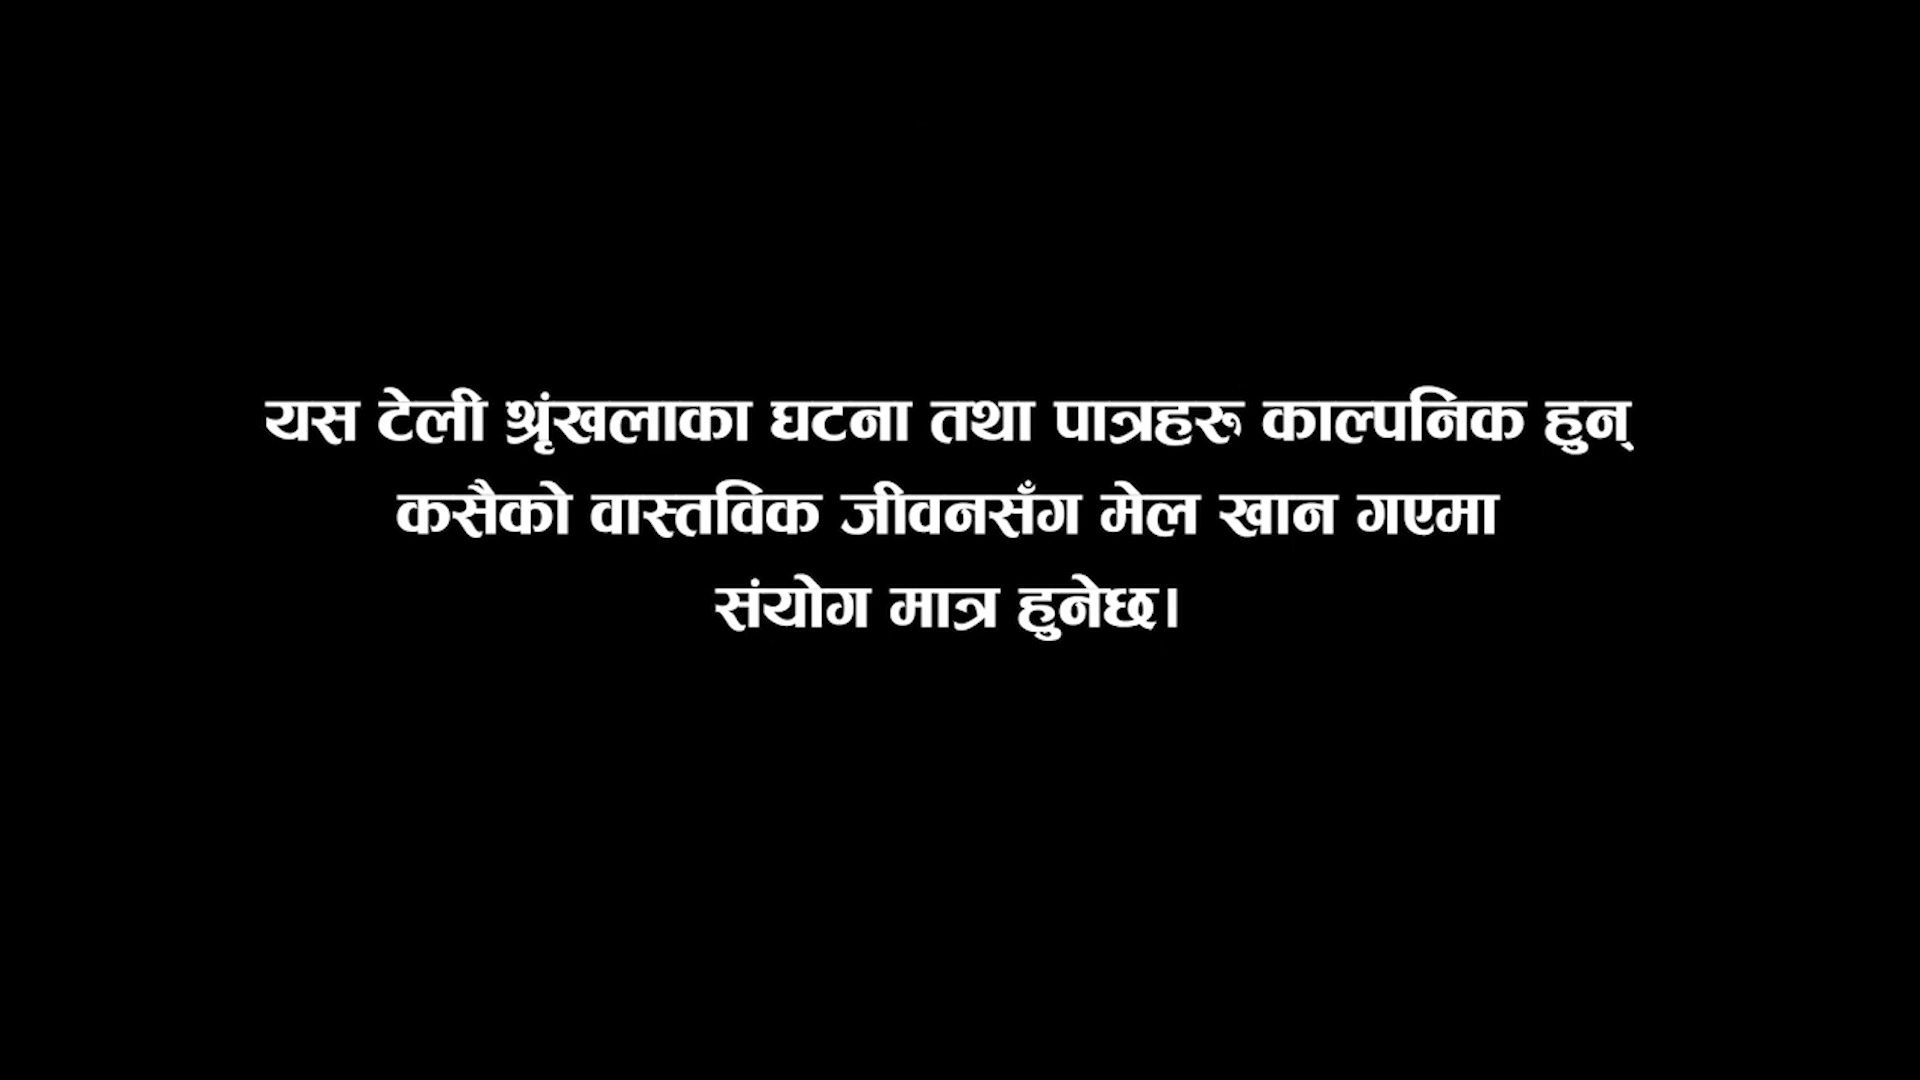 यस टेली श्रृंखलाका घटना तथा पात्रहरू काल्पनिक हुन्
कसैको वास्तविक जीवनसँग मेल खान गएमा
संयोग मात्र हुनेछ।